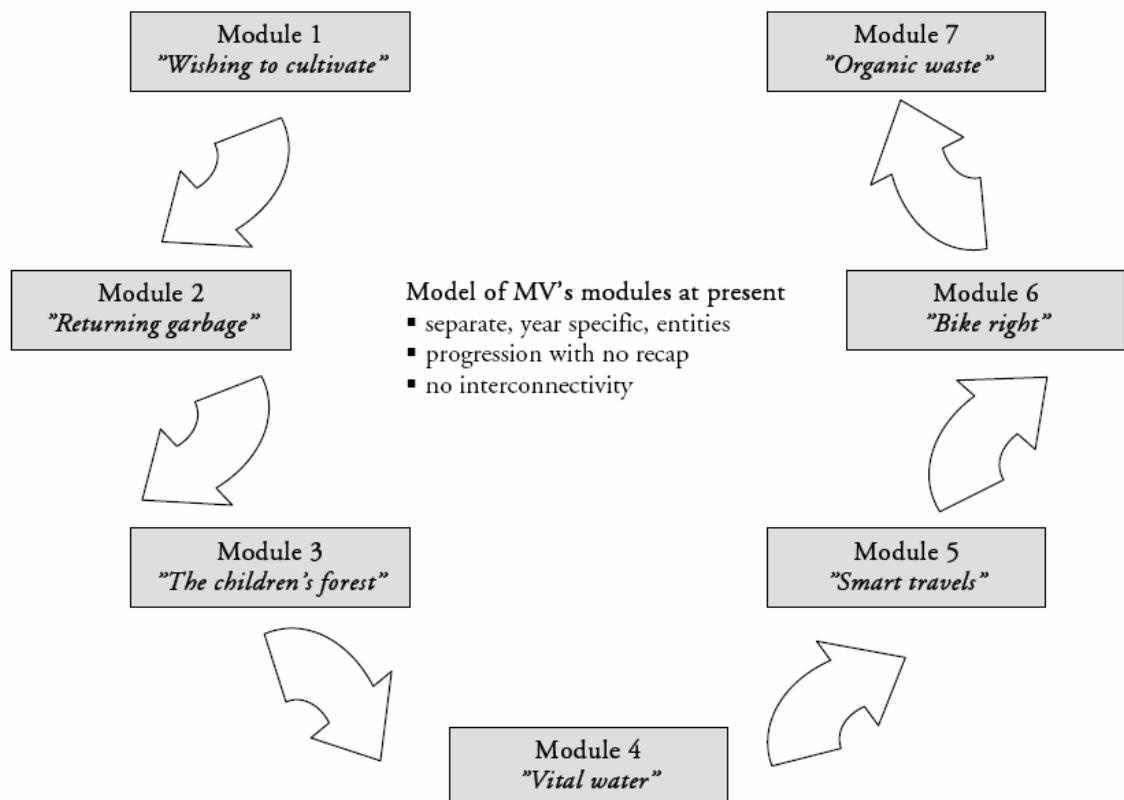 Module 1
”Wishing to cultivate”
Module 7
”Organic waste”
Module 2
”Returning garbage”
Model of MV’s modules at present
▪ separate, year specific, entities
▪ progression with no recap
▪ no interconnectivity
Module 6
”Bike right”
Module 3
”The children’s forest”
Module 5
”Smart travels”
Module 4
”Vital water”